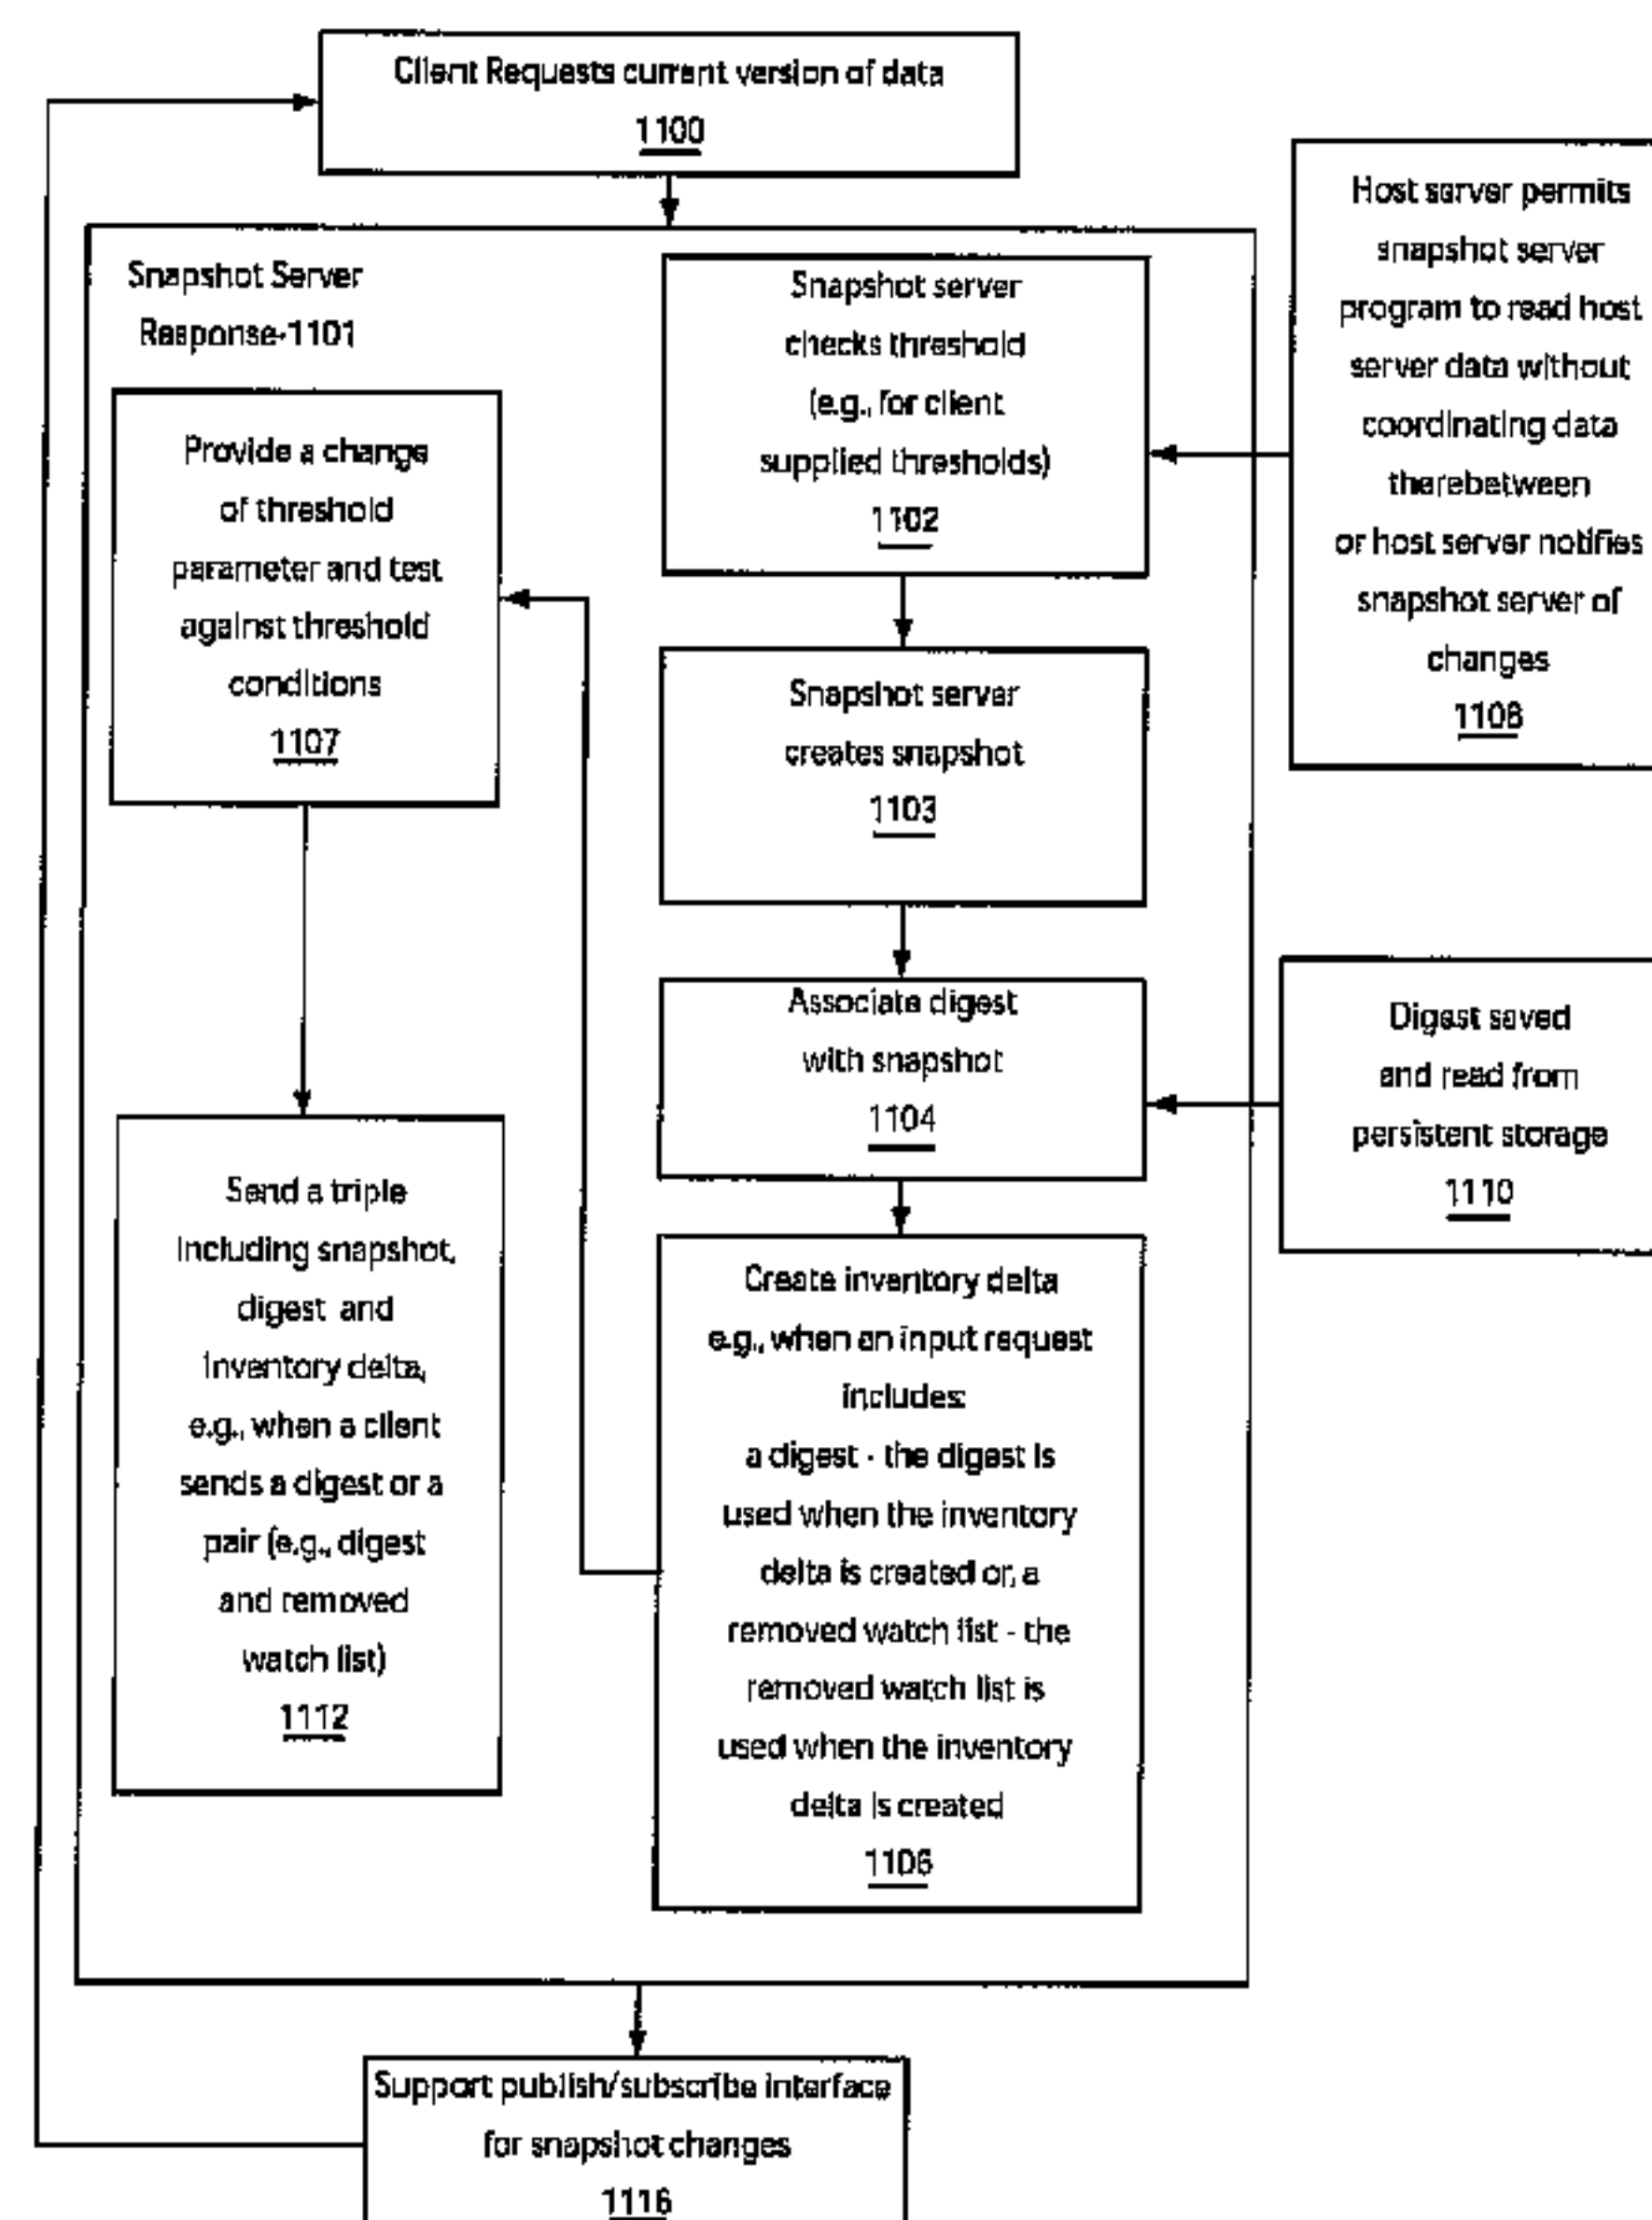 Client Requests current version of data
1100
Snapshot Server
Response-1101
Snapshot server
checks threshold
(e.g., for client
supplied thresholds)
1102
Host server permits
snapshot server
program to read host
server data without
coordinating data
therebetween
or host server notifies
snapshot server of
changes
1108
Provide a change
of threshold
parameter and test
against threshold
conditions
1107
Snapshot server
creates snapshot
1103
Associate digest
with snapshot
1104
Digest saved
and read from
persistent storage
1110
Send a triple
including snapshot,
digest and
inventory delta,
e.g., when a client
sends a digest or a
pair (e.g., digest
and removed
watch list)
1112
Create inventory delta
e.g., when an input request
includes:
a digest - the digest is
used when the inventory
delta is created or, a
removed watch list - the
removed watch list is
used when the inventory
delta is created
1106
Support publish/subscribe interface
for snapshot changes
1116